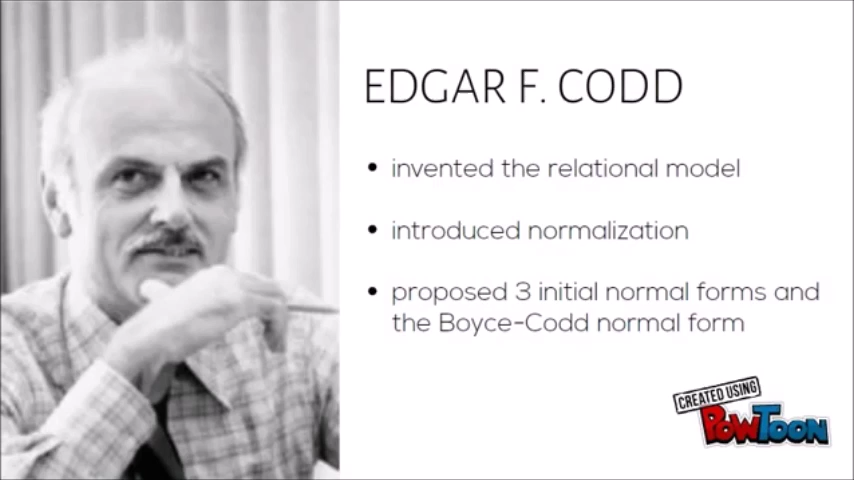 EDGAR F. CODD
• invented the relational model
• introduced normalization
• proposed 3 initial normal forms and
the Boyce-Codd normal form
CREATED USING
PowToon